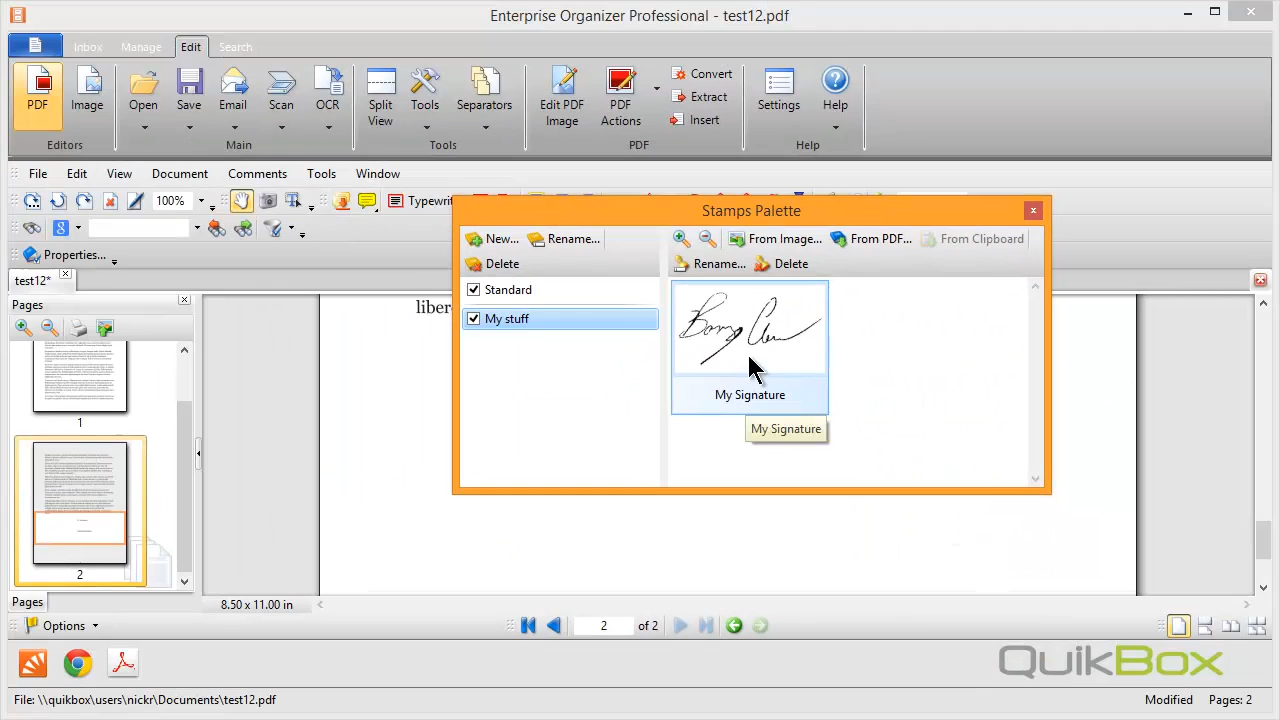 Enterprise Organizer Professional - test12.pdf
Inbox Manage Edit Search
PDF Image Open Save Email Scan OCR Split View Tools Separators Edit PDF Image PDF Actions Convert Extract Insert Settings Help
Editors Main Tools PDF Help
File Edit View Document Comments Tools Window
100%
Properties...
test12*
Pages
1
2
Pages
Stamps Palette
New... Rename...
Delete
Standard
My stuff
From Image... From PDF... From Clipboard
Rename... Delete
My Signature
My Signature
8.50 x 11.00 in
Options
2 of 2
QuikBox
File: \\quikbox\users\nickr\Documents\test12.pdf
Modified Pages: 2